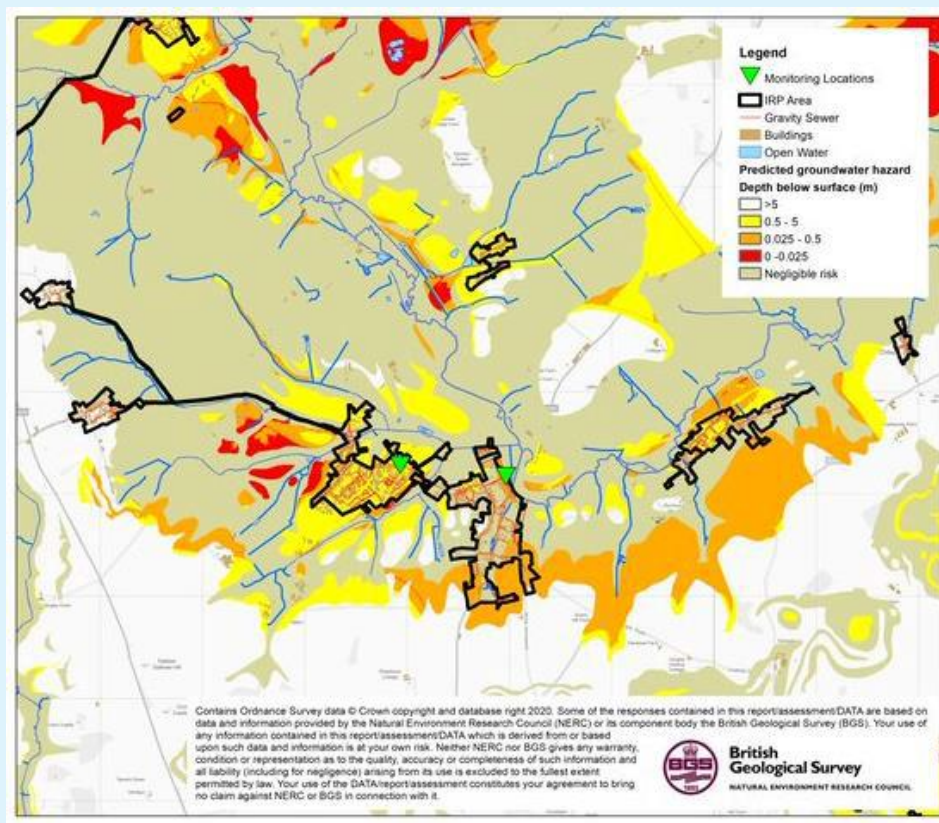 Legend
Monitoring Locations
IRP Area
Gravity Sewer
Buildings
Open Water
Predicted groundwater hazard
Depth below surface (m)
>5
0.5 - 5
0.025 - 0.5
0 -0.025
Negligible risk
Contains Ordnance Survey data © Crown copyright and database right 2020. Some of the responses contained in this report/assessment/DATA are based on
data and information provided by the Natural Environment Research Council (NERC) or its component body the British Geological Survey (BGS). Your use of
any information contained in this report/assessment/DATA which is derived from or based
upon such data and information is at your own risk. Neither NERC nor BGS gives any warranty,
condition or representation as to the quality, accuracy or completeness of such information and
all liability (including for negligence) arising from its use is excluded to the fullest extent
permitted by law. Your use of the DATA/report/assessment constitutes your agreement to bring
no claim against NERC or BGS in connection with it.
BGS
1835
British
Geological Survey
NATURAL ENVIRONMENT RESEARCH COUNCIL